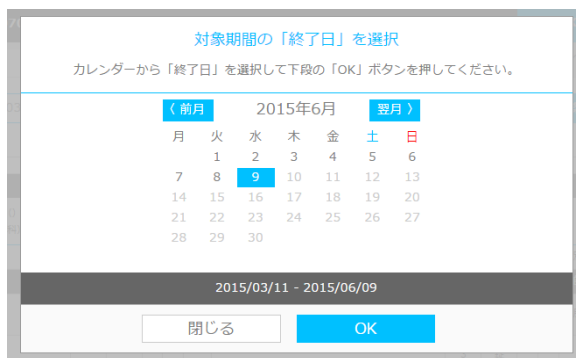 対象期間の「終了日」を選択
カレンダーから「終了日」を選択して下段の「OK」ボタンを押してください。
〈 前月 2015年6月 翌月 〉
月 火 水 木 金 土 日
1 2 3 4 5 6
7 8 9 10 11 12 13
14 15 16 17 18 19 20
21 22 23 24 25 26 27
28 29 30
2015/03/11 - 2015/06/09
閉じる OK